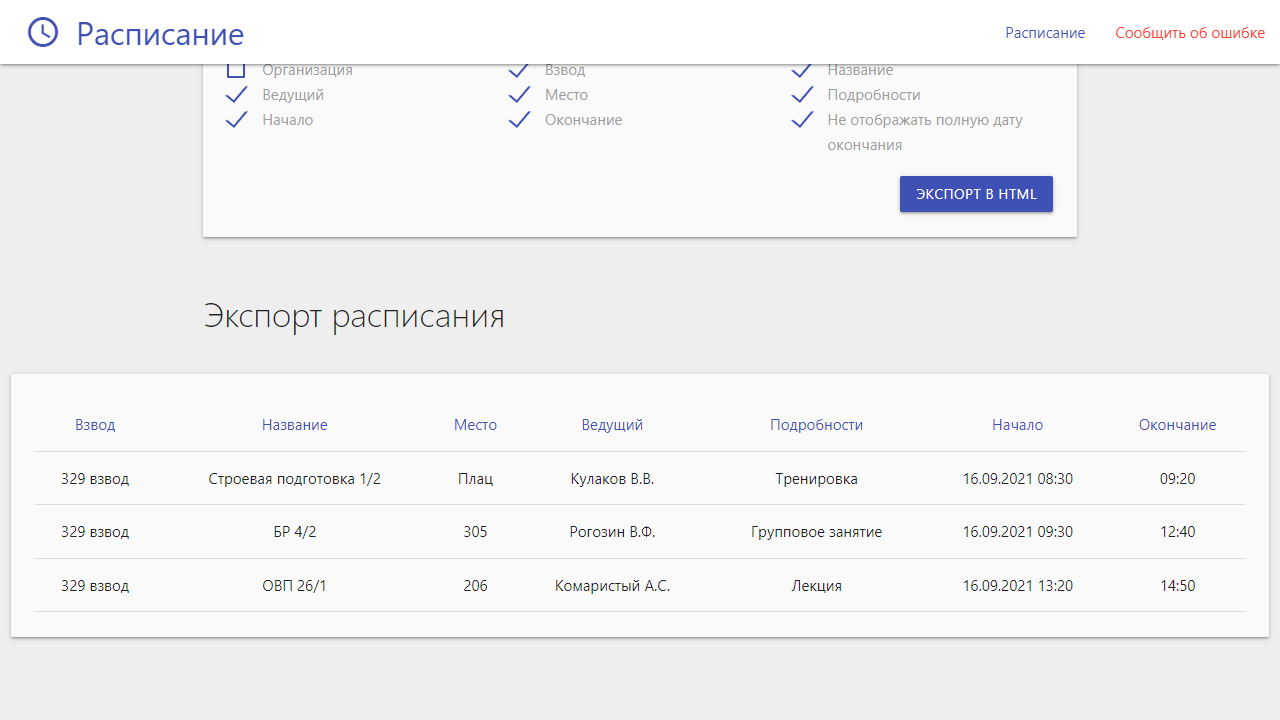 Расписание
Расписание
Сообщить об ошибке
Организация
Взвод
Название
Ведущий
Место
Подробности
Начало
Окончание
Не отображать полную дату
окончания
ЭКСПОРТ В HTML
Экспорт расписания
Взвод Название Место Ведущий Подробности Начало Окончание
329 взвод Строевая подготовка 1/2 Плац Кулаков В.В. Тренировка 16.09.2021 08:30 09:20
329 взвод БР 4/2 305 Рогозин В.Ф. Групповое занятие 16.09.2021 09:30 12:40
329 взвод ОВП 26/1 206 Комаристый А.С. Лекция 16.09.2021 13:20 14:50